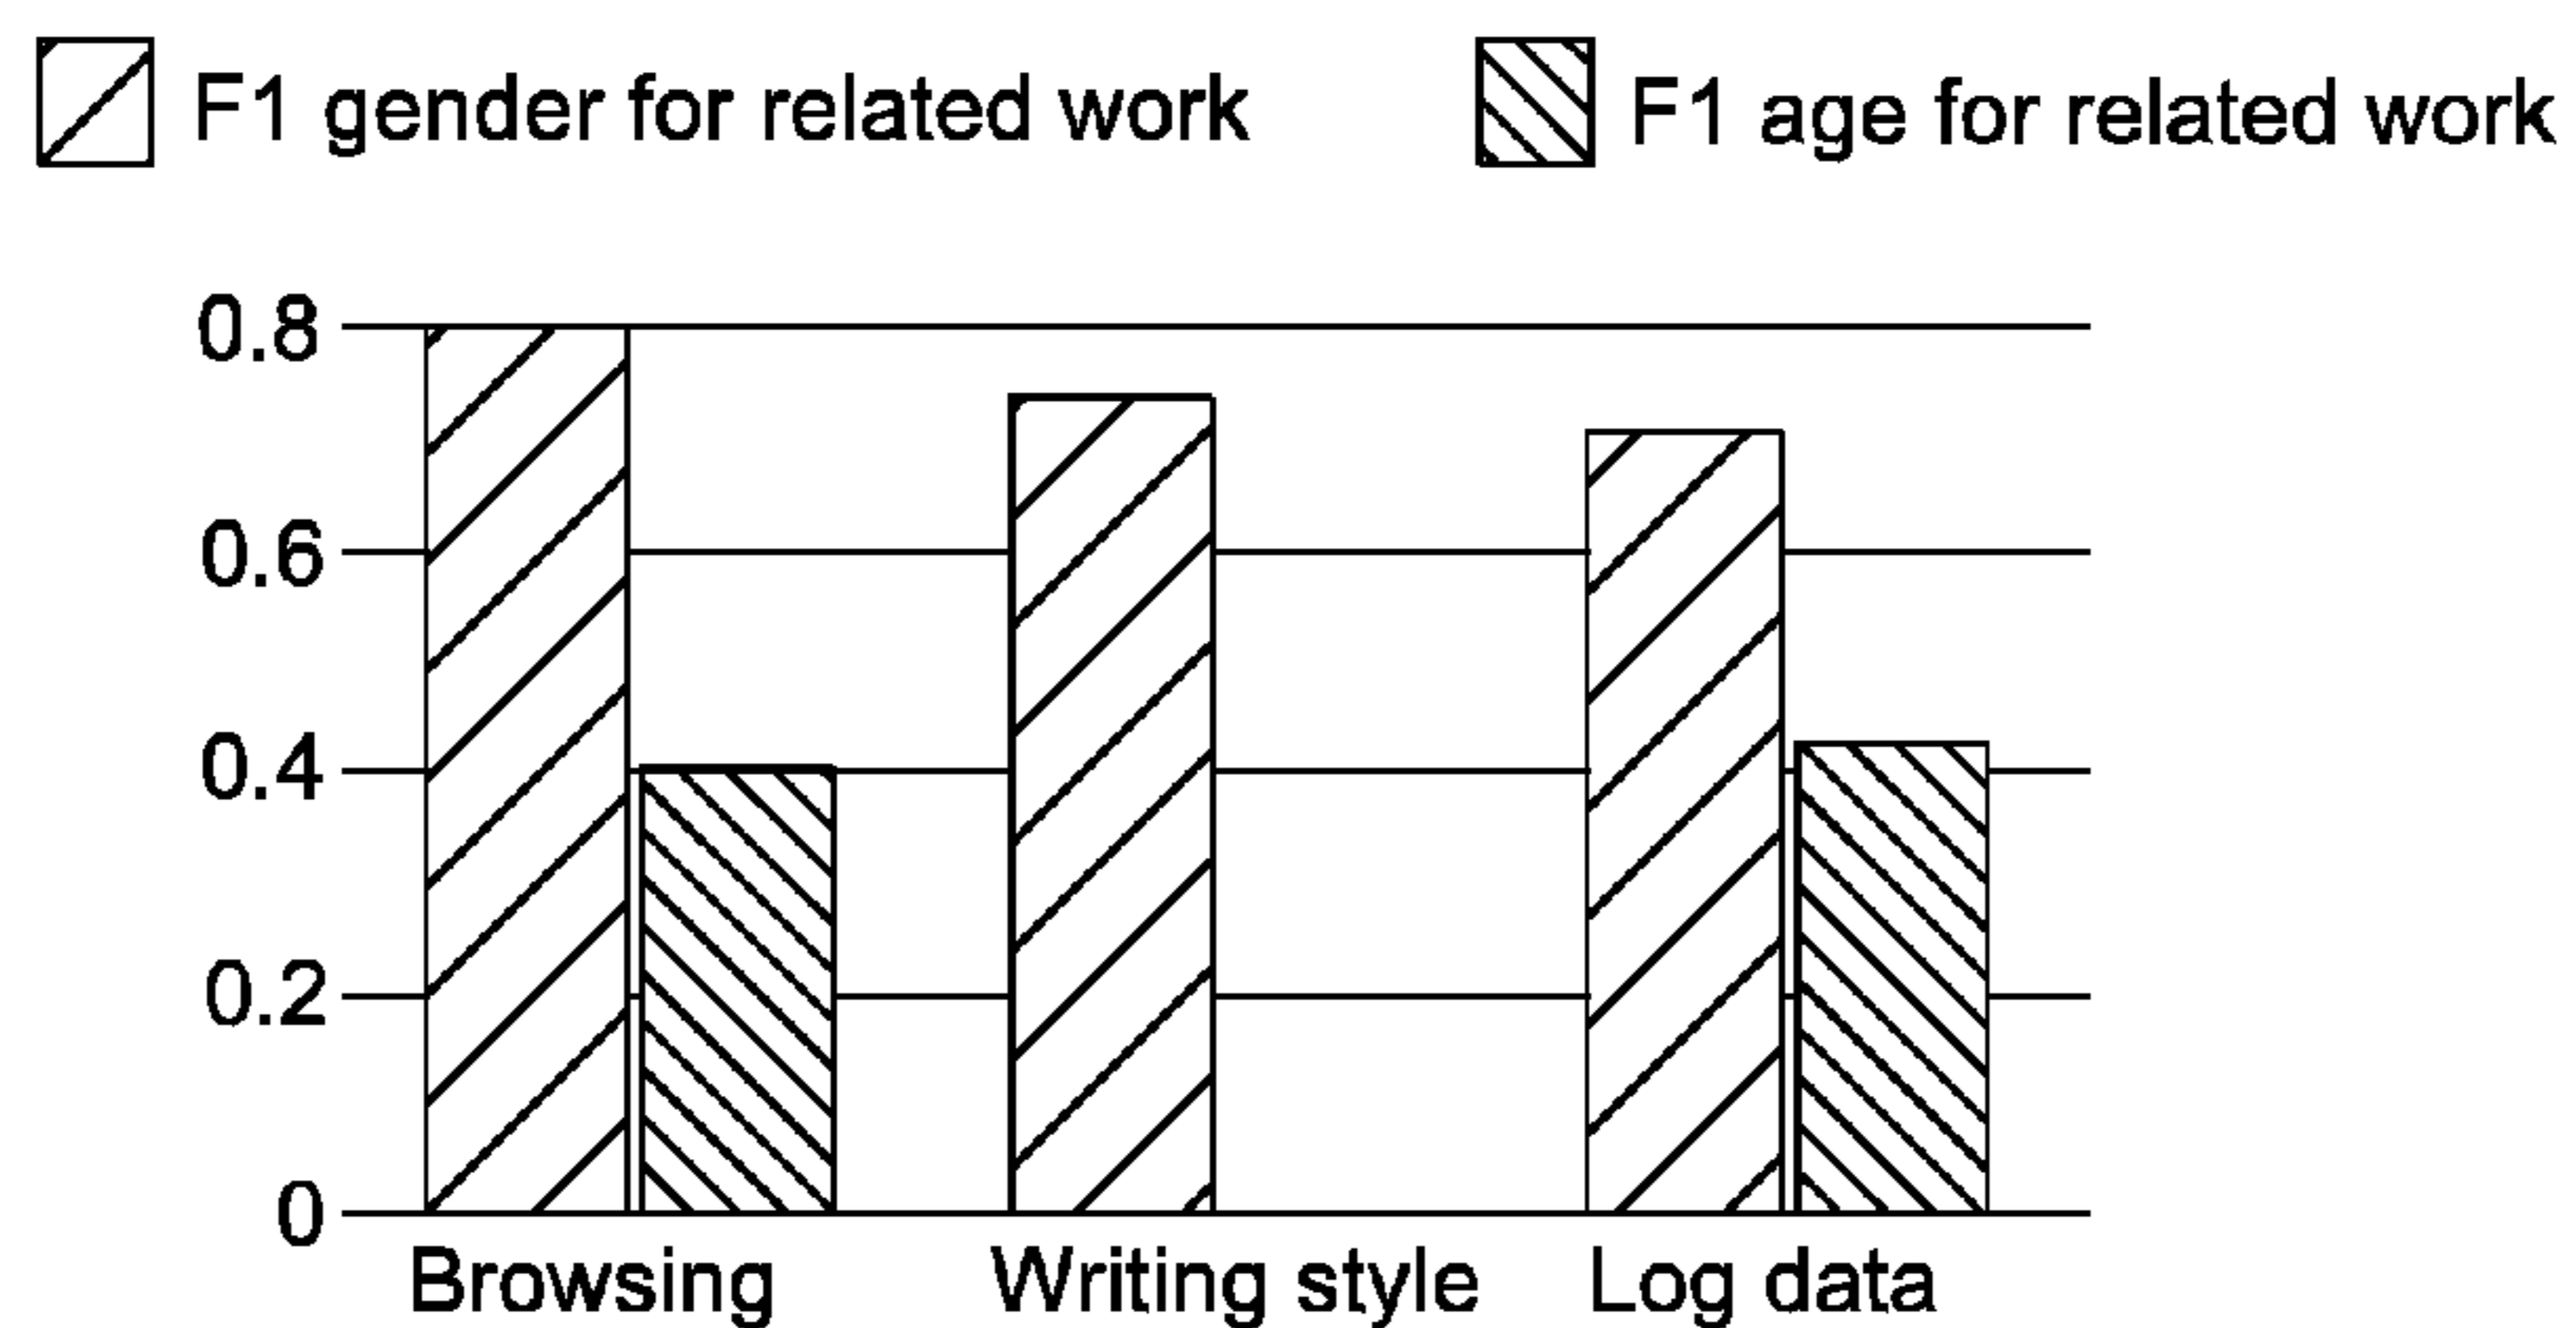 F1 gender for related work F1 age for related work
0.8
0.6
0.4
0.2
0
Browsing Writing style Log data